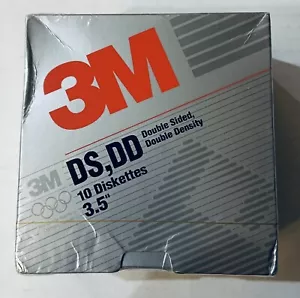 3M
3M
DS,DD
Double Sided,
Double Density
10 Diskettes
3.5"